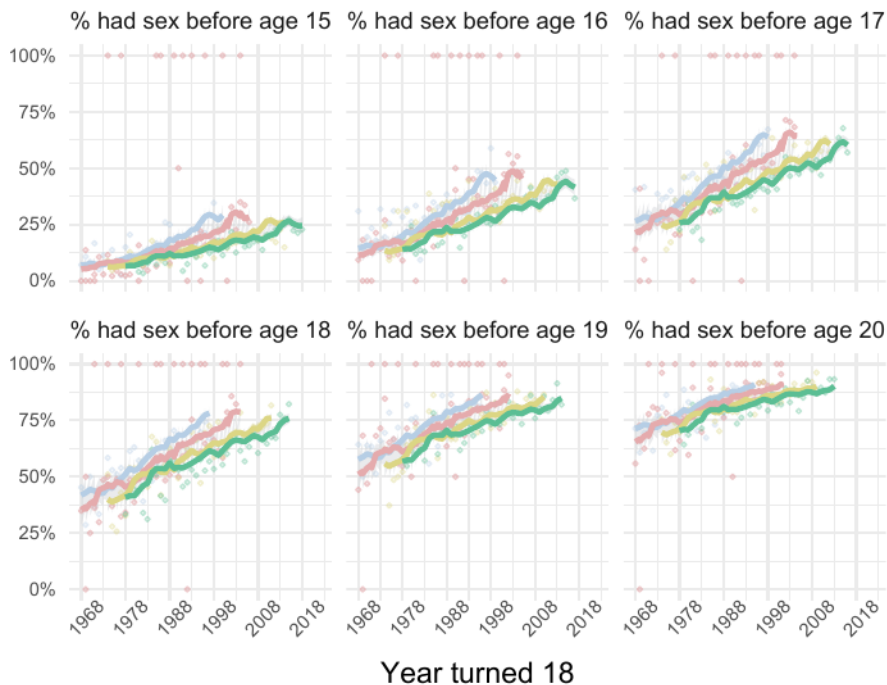 % had sex before age 15 % had sex before age 16 % had sex before age 17
100%
75%
50%
25%
0%
% had sex before age 18 % had sex before age 19 % had sex before age 20
100%
75%
50%
25%
0%
1968 1978 1988 1998 2008 2018 1968 1978 1988 1998 2008 2018 1968 1978 1988 1998 2008 2018
Year turned 18